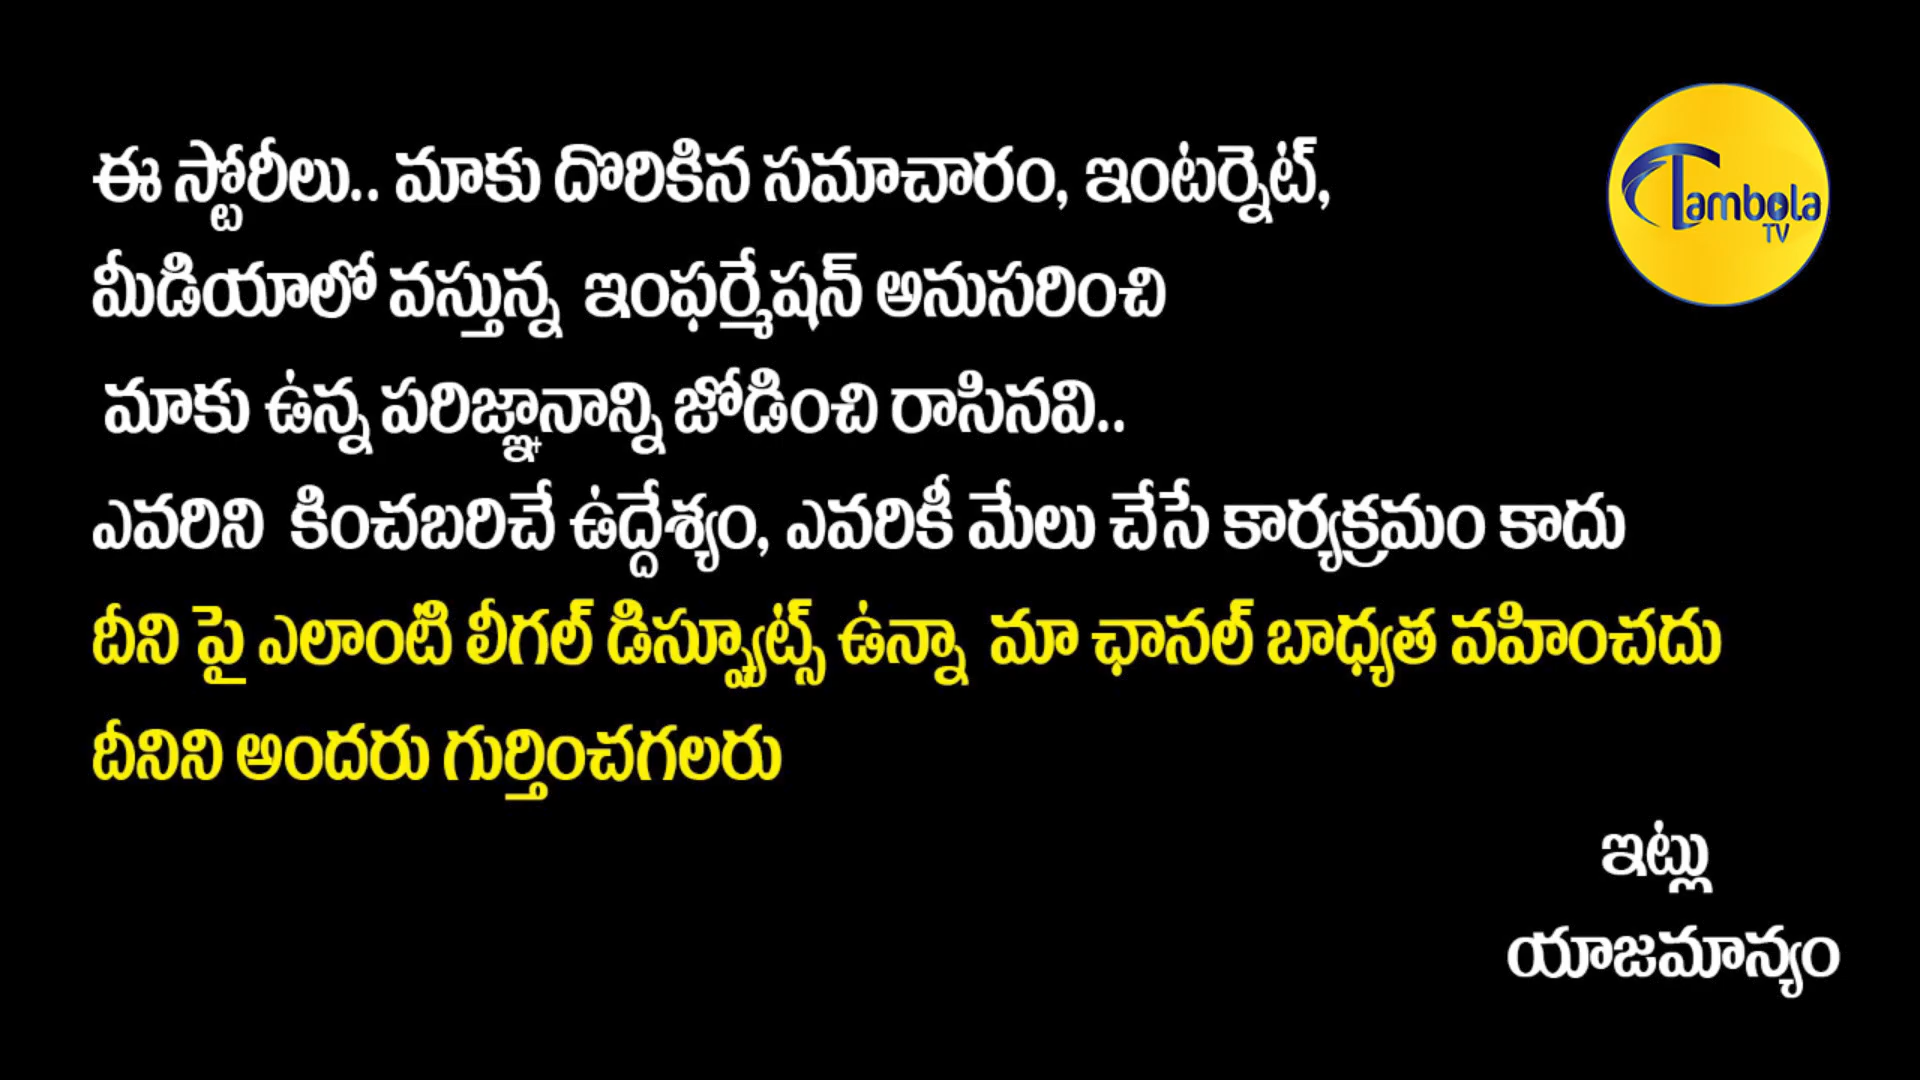 ఈ స్టోరీలు.. మాకు దొరికిన సమాచారం, ఇంటర్నెట్,
Tambola
TV
మీడియాలో వస్తున్న ఇంఫర్మేషన్ అనుసరించి
మాకు ఉన్న పరిజ్ఞానాన్ని జోడించి రాసినవి..
ఎవరిని కించబరిచే ఉద్దేశ్యం, ఎవరికీ మేలు చేసే కార్యక్రమం కాదు
దీని పై ఎలాంటి లీగల్ డిస్ప్యూట్స్ ఉన్నా మా ఛానల్ బాధ్యత వహించదు
దీనిని అందరు గుర్తించగలరు
ఇట్లు
యాజమాన్యం